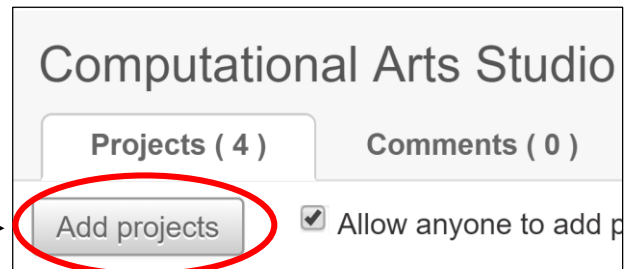 Computational Arts Studio
Projects ( 4 ) Comments ( 0 )
Add projects Allow anyone to add